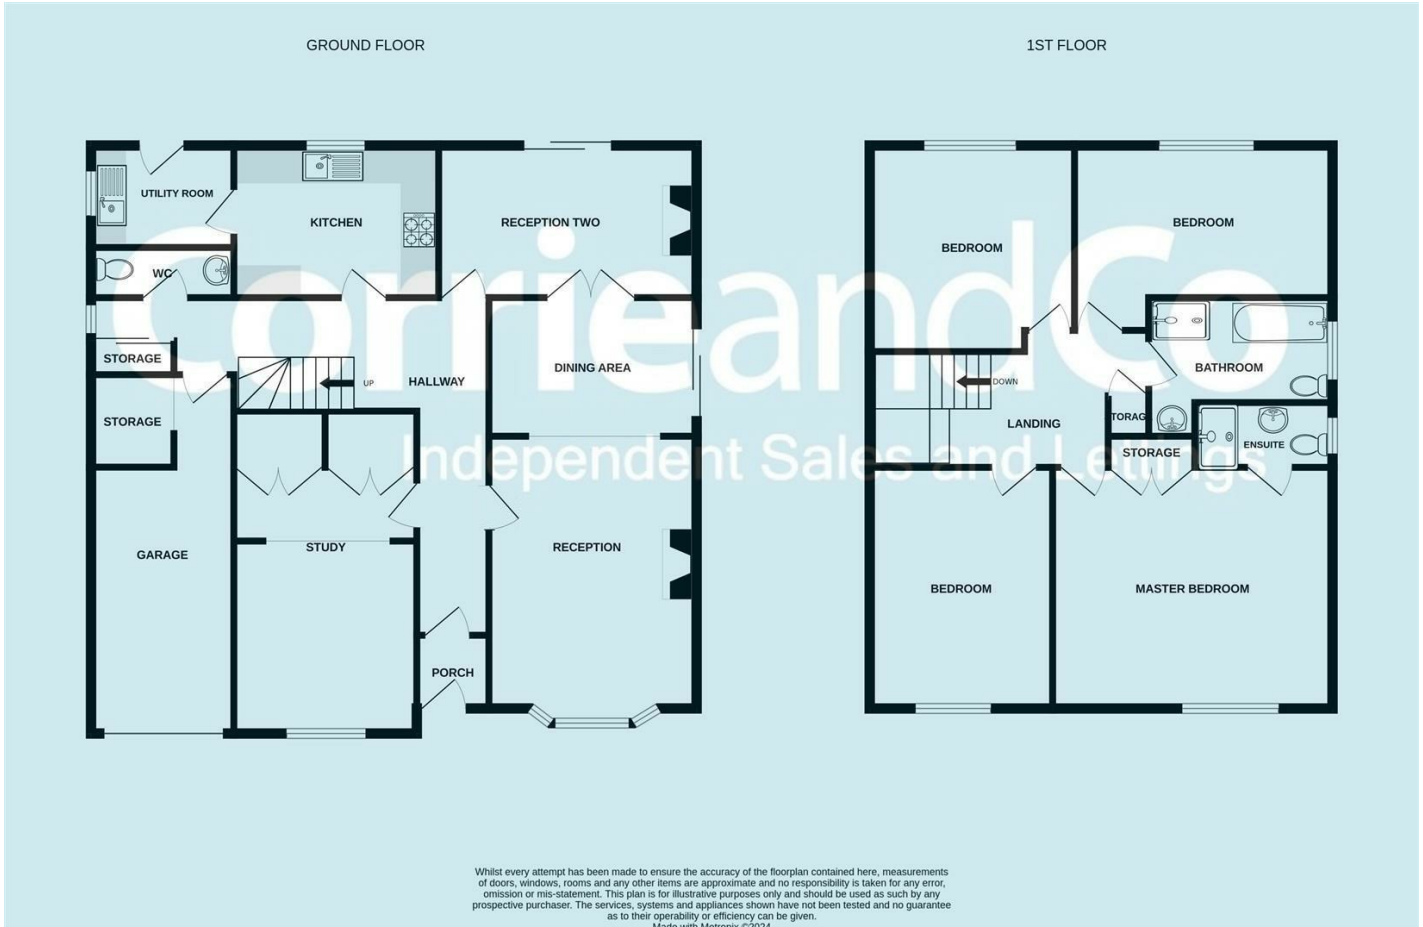 GROUND FLOOR
1ST FLOOR
UTILITY ROOM
KITCHEN
RECEPTION TWO
WC
STORAGE
UP
HALLWAY
DINING AREA
STORAGE
GARAGE
STUDY
RECEPTION
PORCH
BEDROOM
BEDROOM
BATHROOM
DOWN
STORAG
LANDING
ENSUITE
STORAGE
BEDROOM
MASTER BEDROOM
CorrieandCo
Independent Sales and Lettings
Whilst every attempt has been made to ensure the accuracy of the floorplan contained here, measurements
of doors, windows, rooms and any other items are approximate and no responsibility is taken for any error,
omission or mis-statement. This plan is for illustrative purposes only and should be used as such by any
prospective purchaser. The services, systems and appliances shown have not been tested and no guarantee
as to their operability or efficiency can be given.
Made with Metropix ©2024